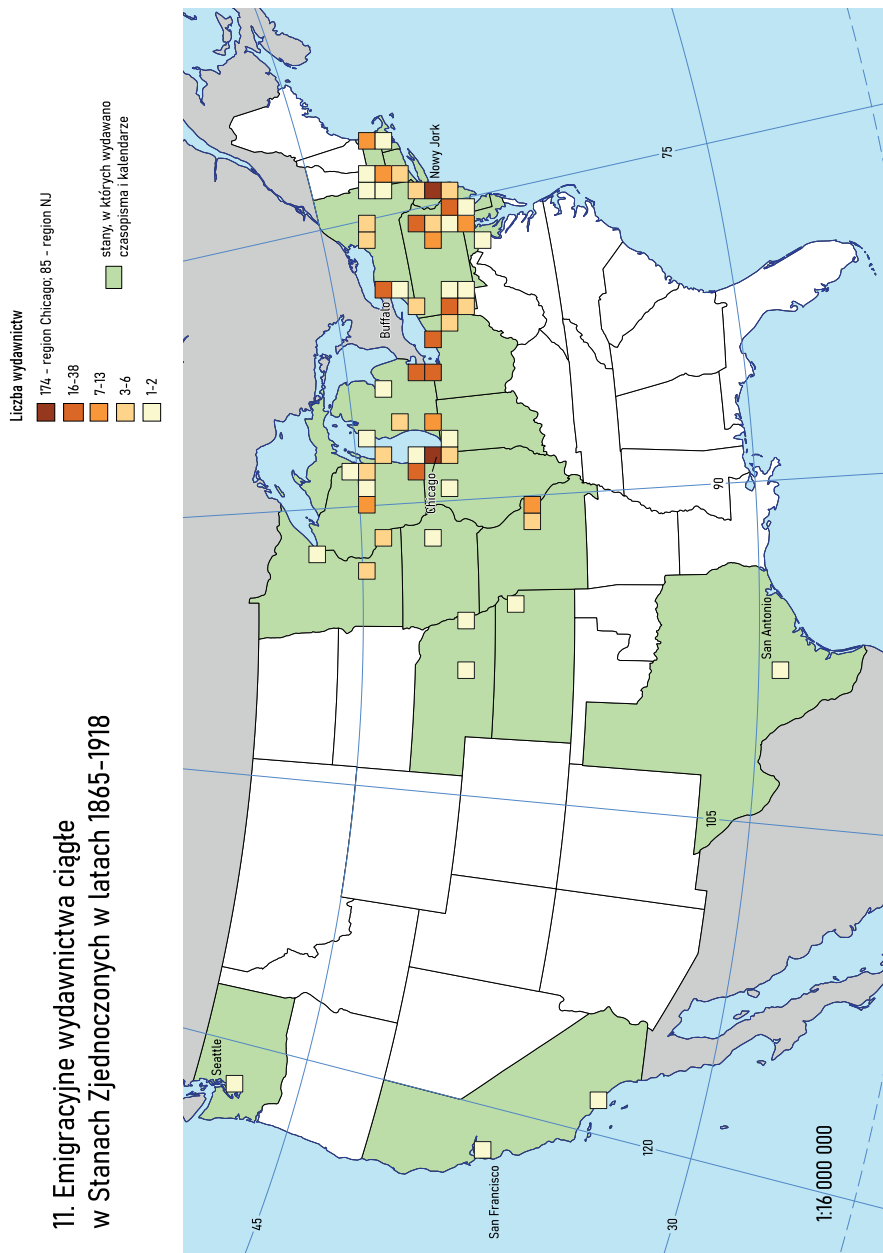 11. Emigracyjne wydawnictwa ciągłe
w Stanach Zjednoczonych w latach 1865–1918
Liczba wydawnictw
174 – region Chicago; 85 – region NJ
16–38
7–13
3–6
1–2
stany, w których wydawano
czasopisma i kalendarze
Seattle
San Francisco
San Antonio
Chicago
Buffalo
Nowy Jork
45
30
120
105
90
75
1:16 000 000